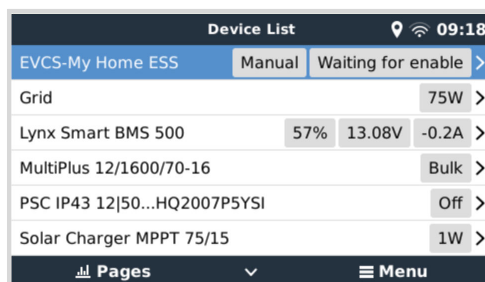 Device List 09:18
EVCS-My Home ESS Manual Waiting for enable
Grid 75W
Lynx Smart BMS 500 57% 13.08V -0.2A
MultiPlus 12/1600/70-16 Bulk
PSC IP43 12|50...HQ2007P5YSI Off
Solar Charger MPPT 75/15 1W
Pages Menu